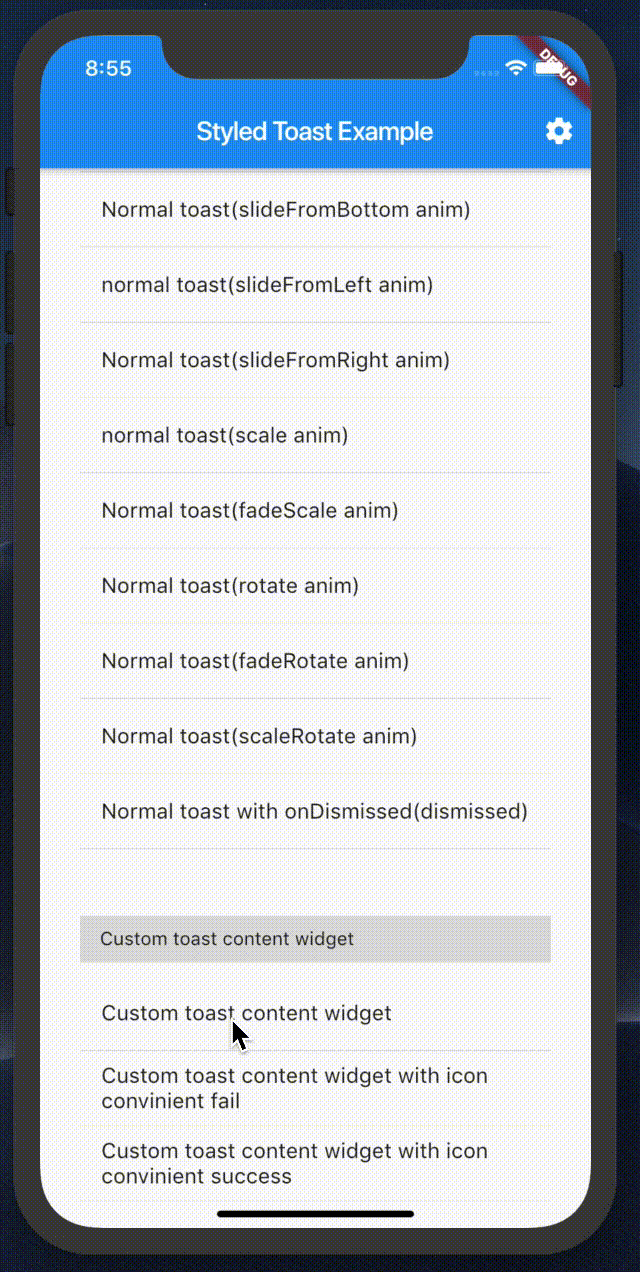 8:55
DEBUG
Styled Toast Example
Normal toast(slideFromBottom anim)
normal toast(slideFromLeft anim)
Normal toast(slideFromRight anim)
normal toast(scale anim)
Normal toast(fadeScale anim)
Normal toast(rotate anim)
Normal toast(fadeRotate anim)
Normal toast(scaleRotate anim)
Normal toast with onDismissed(dismissed)
Custom toast content widget
Custom toast content widget
Custom toast content widget with icon
convinient fail
Custom toast content widget with icon
convinient success